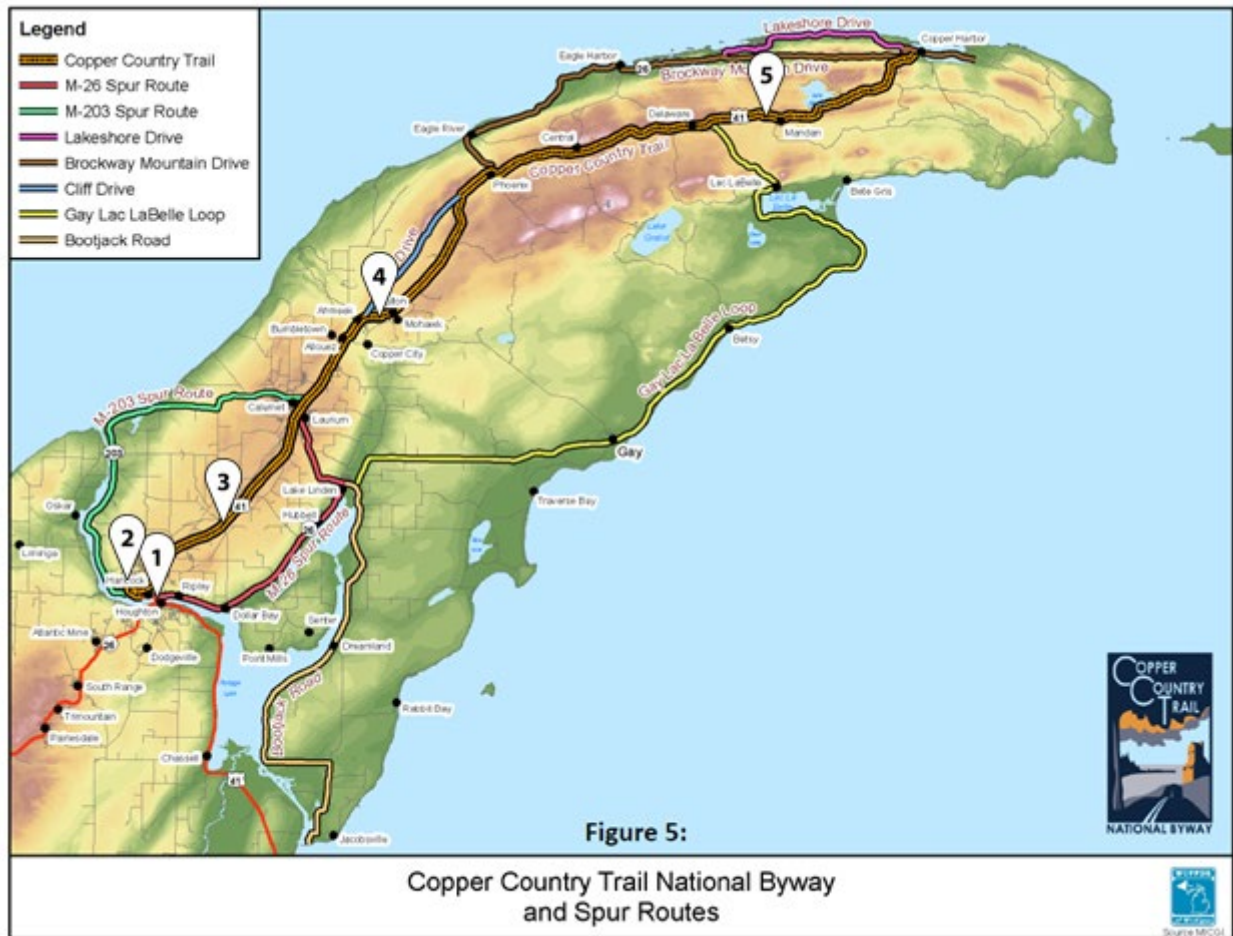 Legend
Copper Country Trail
M-26 Spur Route
M-203 Spur Route
Lakeshore Drive
Brockway Mountain Drive
Cliff Drive
Gay Lac LaBelle Loop
Bootjack Road
Lakeshore Drive
Copper Harbor
Eagle Harbor
26
Brockway Mountain Drive
5
Delaware
41
Mandan
Eagle River
Central
Copper Country Trail
Phoenix
Lac LaBelle
Bete Gris
Lac La Belle
Drive
4
Ahmeek
Mohawk
Bumbletown
Allouez
Copper City
Gay Lac La Belle Loop
Betsy
M-203 Spur Route
Calumet
Laurium
203
Gay
3
41
Lake Linden
Traverse Bay
Oskar
Hubbell
26
M-26 Spur Route
2
1
Hancock
Ripley
Houghton
Dollar Bay
Atlantic Mine
26
Dodgeville
Point Mills
Dreamland
South Range
Bootjack Road
Rabbit Bay
Trimountain
Painesdale
Chassell
41
Jacobsville
COPPER
COUNTRY
TRAIL
NATIONAL BYWAY
Figure 5:
Copper Country Trail National Byway
and Spur Routes